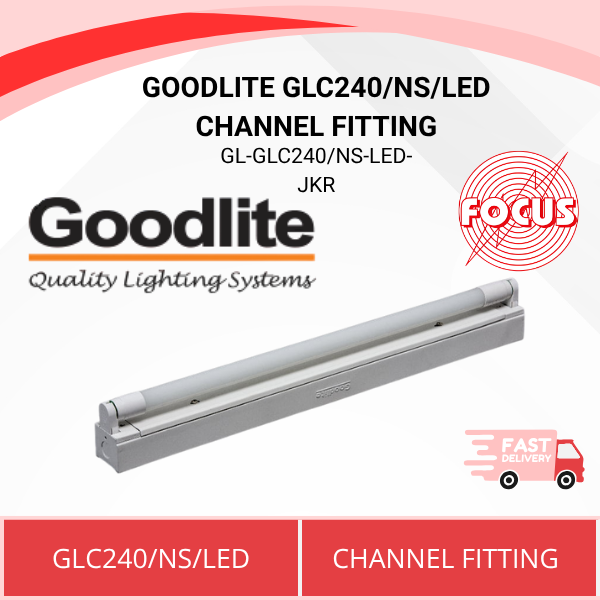 GOODLITE GLC240/NS/LED
CHANNEL FITTING
GL-GLC240/NS-LED-
JKR
Goodlite
Quality Lighting Systems
FOCUS
Goodlite
FAST
DELIVERY
GLC240/NS/LED
CHANNEL FITTING